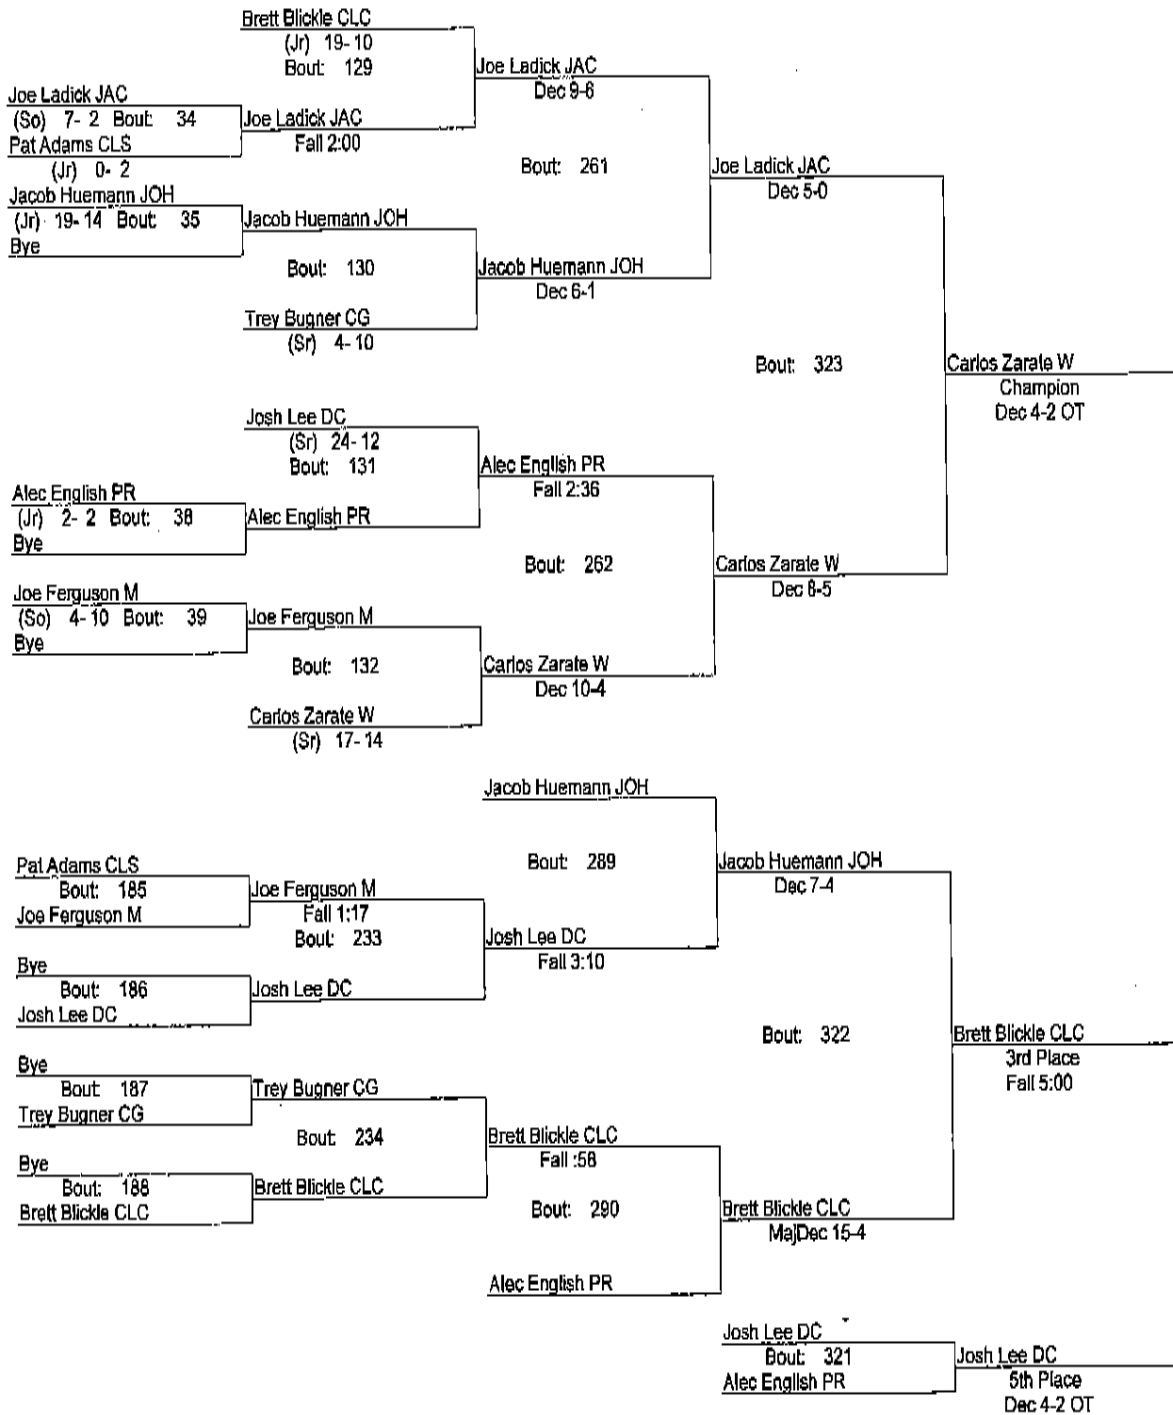 Brett Blickle CLC
(Jr) 19-10
Bout: 129
Joe Ladick JAC
Dec 9-6
Joe Ladick JAC
(So) 7-2 Bout: 34
Pat Adams CLS
(Jr) 0-2
Joe Ladick JAC
Fall 2:00
Bout: 261
Joe Ladick JAC
Dec 5-0
Jacob Huemann JOH
(Jr) 19-14 Bout: 35
Bye
Jacob Huemann JOH
Bout: 130
Jacob Huemann JOH
Dec 6-1
Trey Bugner CG
(Sr) 4-10
Bout: 323
Carlos Zarate W
Champion
Dec 4-2 OT
Josh Lee DC
(Sr) 24-12
Bout: 131
Alec English PR
Fall 2:36
Alec English PR
(Jr) 2-2 Bout: 38
Bye
Alec English PR
Bout: 262
Carlos Zarate W
Dec 8-5
Joe Ferguson M
(So) 4-10 Bout: 39
Bye
Joe Ferguson M
Bout: 132
Carlos Zarate W
Dec 10-4
Carlos Zarate W
(Sr) 17-14
Jacob Huemann JOH
Bout: 289
Jacob Huemann JOH
Dec 7-4
Pat Adams CLS
Bout: 185
Joe Ferguson M
Joe Ferguson M
Fall 1:17
Bout: 233
Josh Lee DC
Fall 3:10
Bye
Bout: 186
Josh Lee DC
Josh Lee DC
Bout: 322
Brett Blickle CLC
3rd Place
Fall 5:00
Bye
Bout: 187
Trey Bugner CG
Trey Bugner CG
Bout: 234
Brett Blickle CLC
Fall :58
Bye
Bout: 188
Brett Blickle CLC
Brett Blickle CLC
Bout: 290
Brett Blickle CLC
MajDec 15-4
Alec English PR
Josh Lee DC
Bout: 321
Alec English PR
Josh Lee DC
5th Place
Dec 4-2 OT